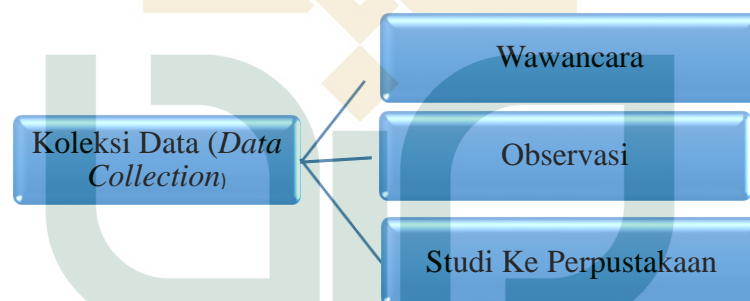 Koleksi Data (Data
Collection)
Wawancara
Observasi
Studi Ke Perpustakaan